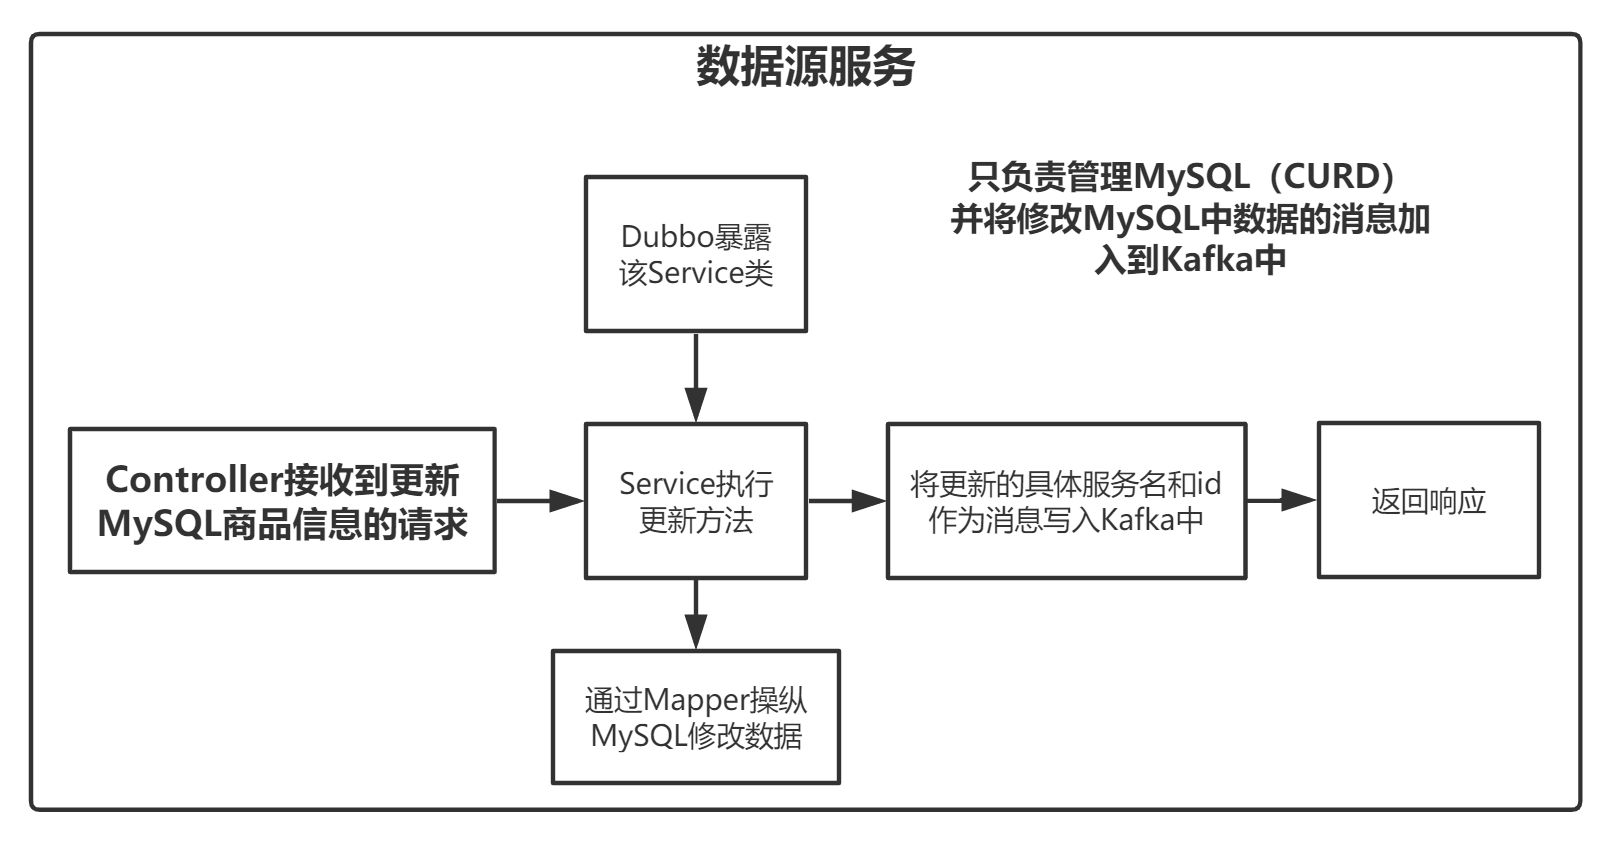 数据源服务
只负责管理MySQL（CURD）
并将修改MySQL中数据的消息加
入到Kafka中
Dubbo暴露
该Service类
Controller接收到更新
MySQL商品信息的请求
Service执行
更新方法
将更新的具体服务名和id
作为消息写入Kafka中
返回响应
通过Mapper操纵
MySQL修改数据